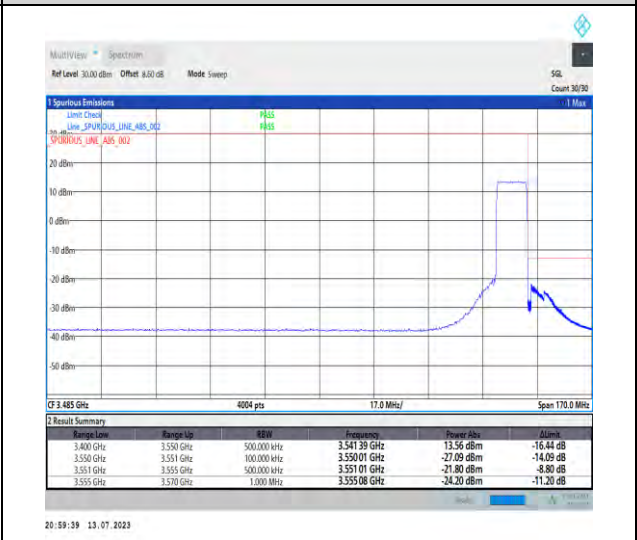 MultiView Spectrum
Ref Level 30.00 dBm Offset 8.60 dB Mode Sweep SGL
Count 30/30
1 Spurious Emissions 1 Max
Limit Check PASS
Line _SPURIOUS_LINE_ABS_002 PASS
_SPURIOUS_LINE_ABS_002
20 dBm
10 dBm
0 dBm
-10 dBm
-20 dBm
-30 dBm
-40 dBm
-50 dBm
CF 3.485 GHz 4004 pts 17.0 MHz/ Span 170.0 MHz
2 Result Summary
Range Low Range Up RBW Frequency Power Abs ΔLimit
3.400 GHz 3.550 GHz 500.000 kHz 3.541 39 GHz 13.56 dBm -16.44 dB
3.550 GHz 3.551 GHz 100.000 kHz 3.550 01 GHz -27.09 dBm -14.09 dB
3.551 GHz 3.555 GHz 500.000 kHz 3.551 01 GHz -21.80 dBm -8.80 dB
3.555 GHz 3.570 GHz 1.000 MHz 3.555 08 GHz -24.20 dBm -11.20 dB
20:59:39 13.07.2023